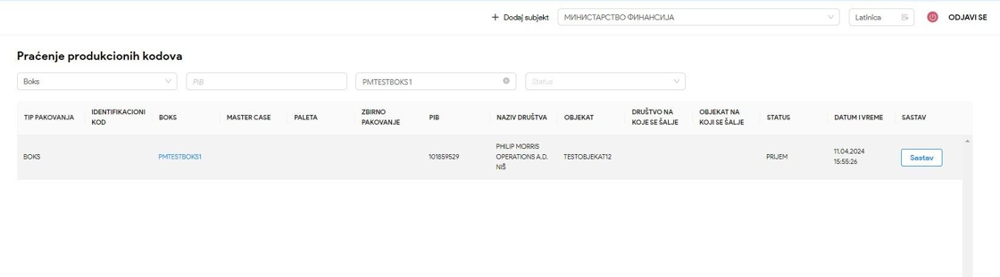 + Dodaj subjekt МИНИСТАРСТВО ФИНАНСИЈА Latinica ODJAVI SE
Praćenje produkcionih kodova
Boks PIB PMTESTBOKS1 Status
TIP PAKOVANJA IDENTIFIKACIONI KOD BOKS MASTER CASE PALETA ZBIRNO PAKOVANJE PIB NAZIV DRUŠTVA OBJEKAT DRUŠTVO NA KOJE SE ŠALJE OBJEKAT NA KOJI SE ŠALJE STATUS DATUM I VREME SASTAV
BOKS PMTESTBOKS1 101859529 PHILIP MORRIS OPERATIONS A.D. NIŠ TESTOBJEKAT12 PRIJEM 11.04.2024 15:55:26 Sastav